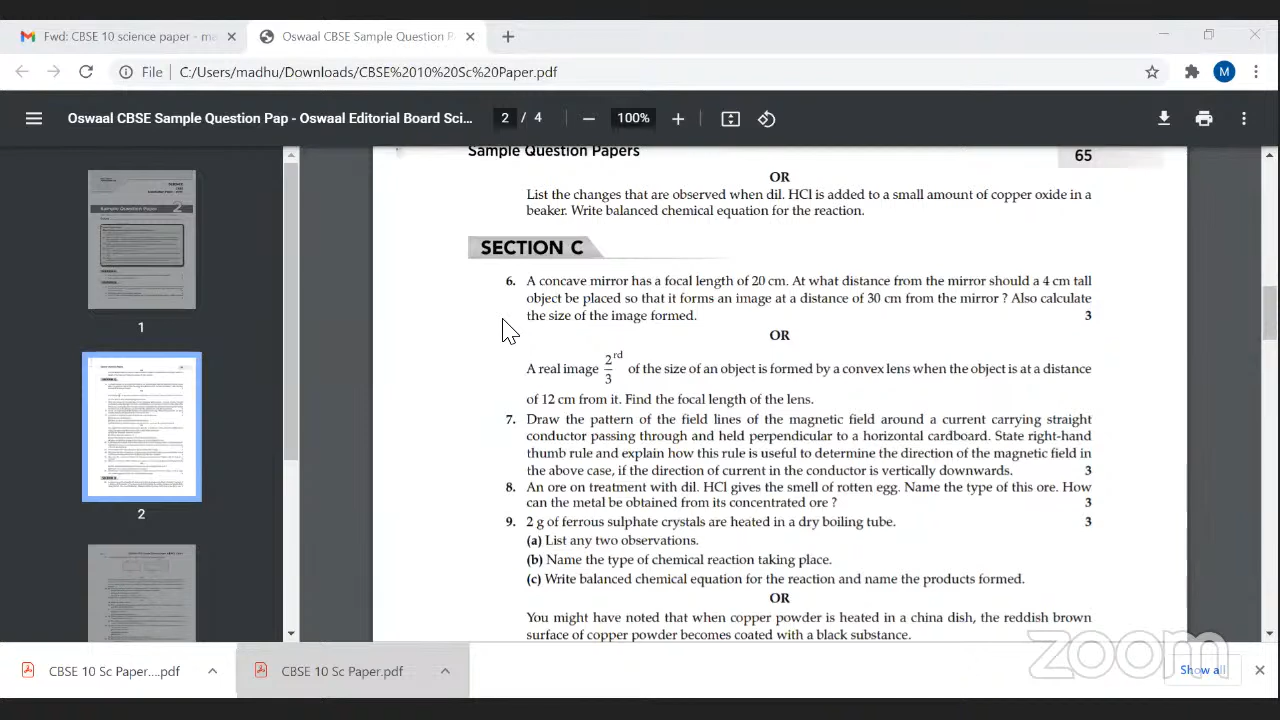 Fwd: CBSE 10 science paper - ma
Oswaal CBSE Sample Question P
File | C:/Users/madhu/Downloads/CBSE%2010%20Sc%20Paper.pdf
M
Oswaal CBSE Sample Question Pap - Oswaal Editorial Board Sci...
2 / 4
100%
Sample Question Papers
65
OR
List the changes that are observed when dil. HCl is added to a small amount of copper oxide in a
beaker. Write balanced chemical equation for the reaction.
SECTION C
6. A concave mirror has a focal length of 20 cm. At what distance from the mirror should a 4 cm tall
object be placed so that it forms an image at a distance of 30 cm from the mirror ? Also calculate
the size of the image formed. 3
OR
A real image 2/3 rd of the size of an object is formed by a convex lens when the object is at a distance
of 12 cm from it. Find the focal length of the lens.
7. Draw the pattern of the field lines of the magnetic field around a current carrying straight
conductor passing through and held perpendicular to a horizontal cardboard. State right-hand
thumb rule and explain how this rule is useful to determine the direction of the magnetic field in
the above case, if the direction of current in the conductor is vertically downwards. 3
8. An ore on treatment with dil. HCl gives the smell of rotten egg. Name the type of this ore. How
can the metal be obtained from its concentrated ore ? 3
9. 2 g of ferrous sulphate crystals are heated in a dry boiling tube. 3
(a) List any two observations.
(b) Name the type of chemical reaction taking place.
(c) Write balanced chemical equation for the reaction and name the products formed.
OR
You might have noted that when copper powder is heated in a china dish, the reddish brown
surface of copper powder becomes coated with a black substance.
1
2
CBSE 10 Sc Paper....pdf
CBSE 10 Sc Paper.pdf
Show all
zoom